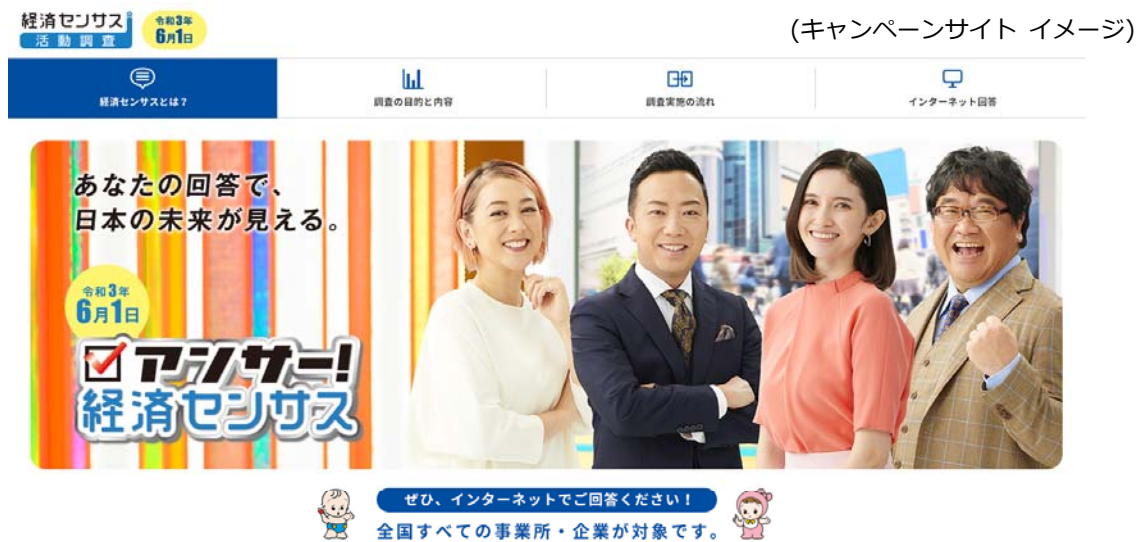 経済センサス
活動調査
令和3年
6月1日
(キャンペーンサイト イメージ)
経済センサスとは?
調査の目的と内容
調査実施の流れ
インターネット回答
あなたの回答で、
日本の未来が見える。
令和3年
6月1日
アンサー!
経済センサス
ぜひ、インターネットでご回答ください!
全国すべての事業所・企業が対象です。